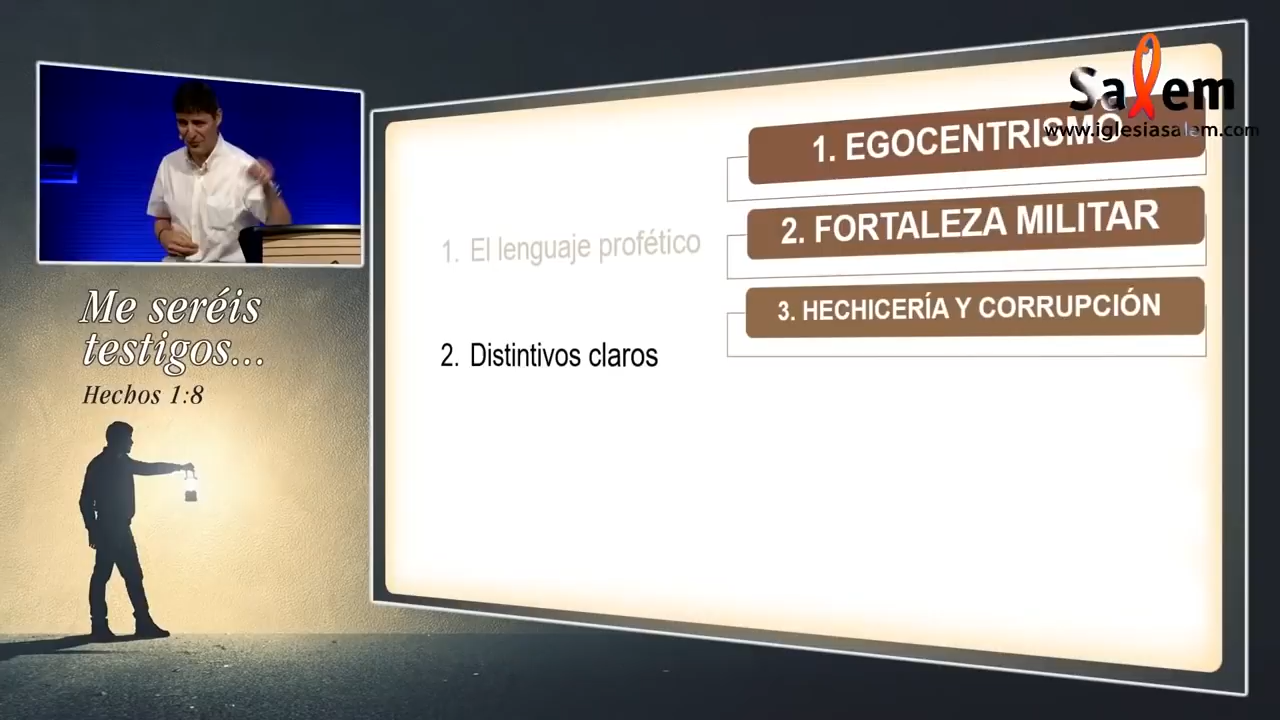 Salem
www.iglesiasalem.com
1. EGOCENTRISMO
2. FORTALEZA MILITAR
1. El lenguaje profético
3. HECHICERÍA Y CORRUPCIÓN
2. Distintivos claros
Me seréis
testigos...
Hechos 1:8